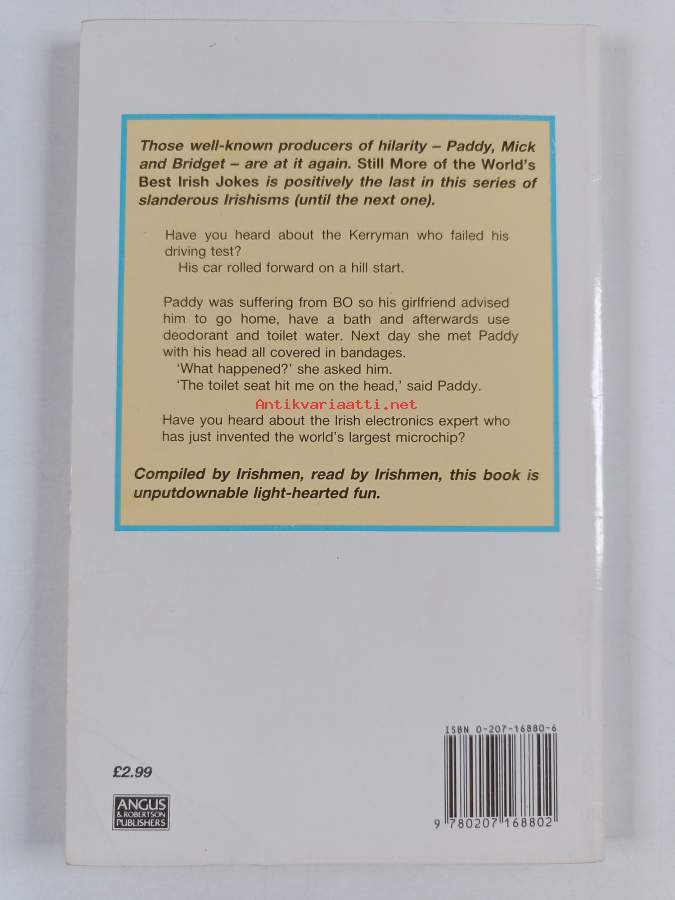 Those well-known producers of hilarity – Paddy, Mick
and Bridget – are at it again. Still More of the World's
Best Irish Jokes is positively the last in this series of
slanderous Irishisms (until the next one).
Have you heard about the Kerryman who failed his
driving test?
His car rolled forward on a hill start.
Paddy was suffering from BO so his girlfriend advised
him to go home, have a bath and afterwards use
deodorant and toilet water. Next day she met Paddy
with his head all covered in bandages.
'What happened?' she asked him.
'The toilet seat hit me on the head,' said Paddy.
Antikvariaatti.net
Have you heard about the Irish electronics expert who
has just invented the world's largest microchip?
Compiled by Irishmen, read by Irishmen, this book is
unputdownable light-hearted fun.
ISBN 0-207-16880-6
£2.99
ANGUS
& ROBERTSON
PUBLISHERS
9 780207 168802